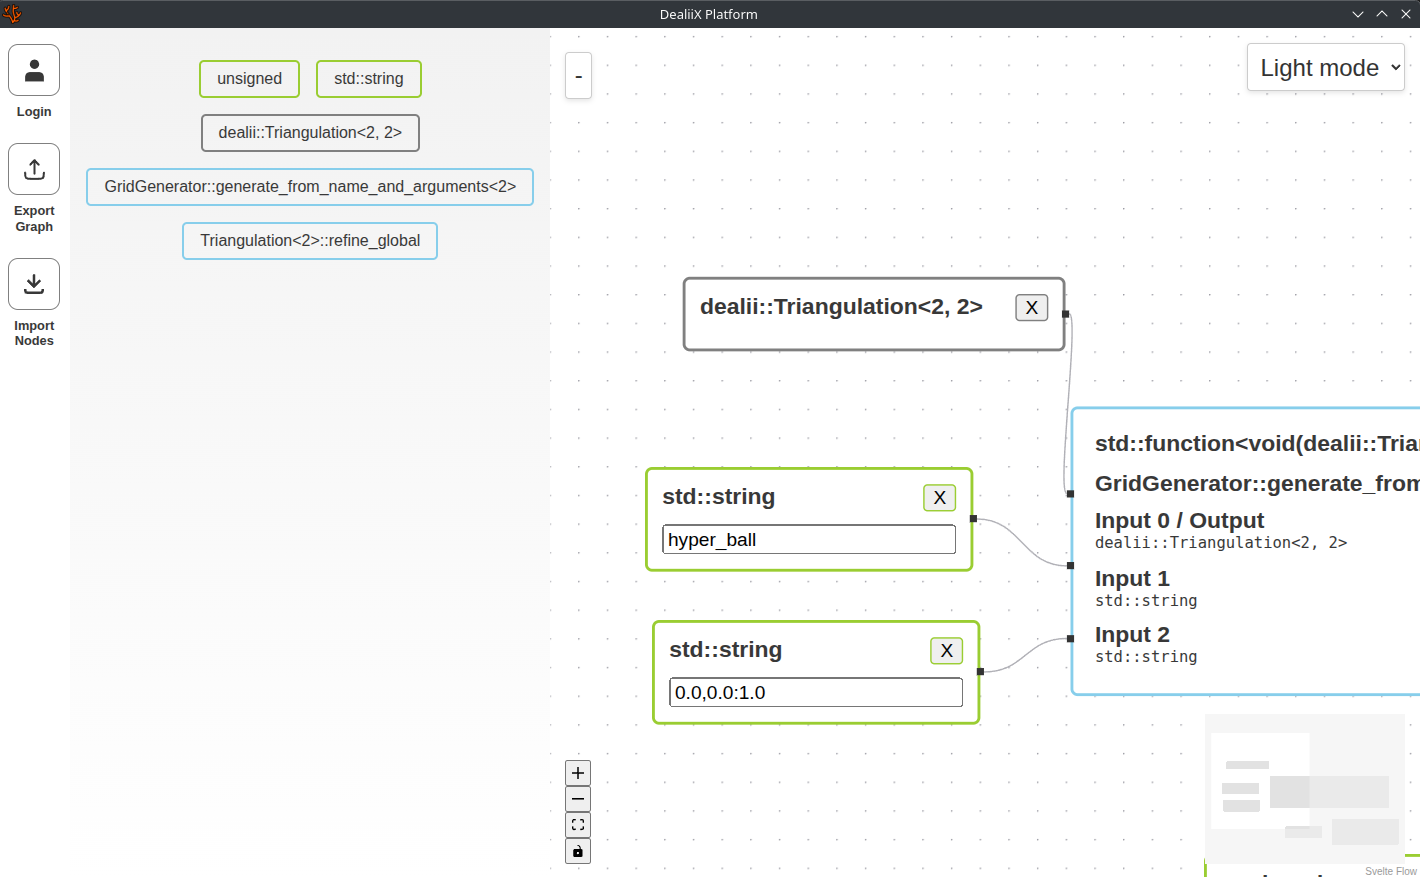 DealiiX Platform
Login
Export
Graph
Import
Nodes
unsigned
std::string
dealii::Triangulation<2, 2>
GridGenerator::generate_from_name_and_arguments<2>
Triangulation<2>::refine_global
-
Light mode
dealii::Triangulation<2, 2>
X
std::string
X
hyper_ball
std::string
X
0.0,0.0:1.0
std::function<void(dealii::Tria
GridGenerator::generate_from
Input 0 / Output
dealii::Triangulation<2, 2>
Input 1
std::string
Input 2
std::string
Svelte Flow